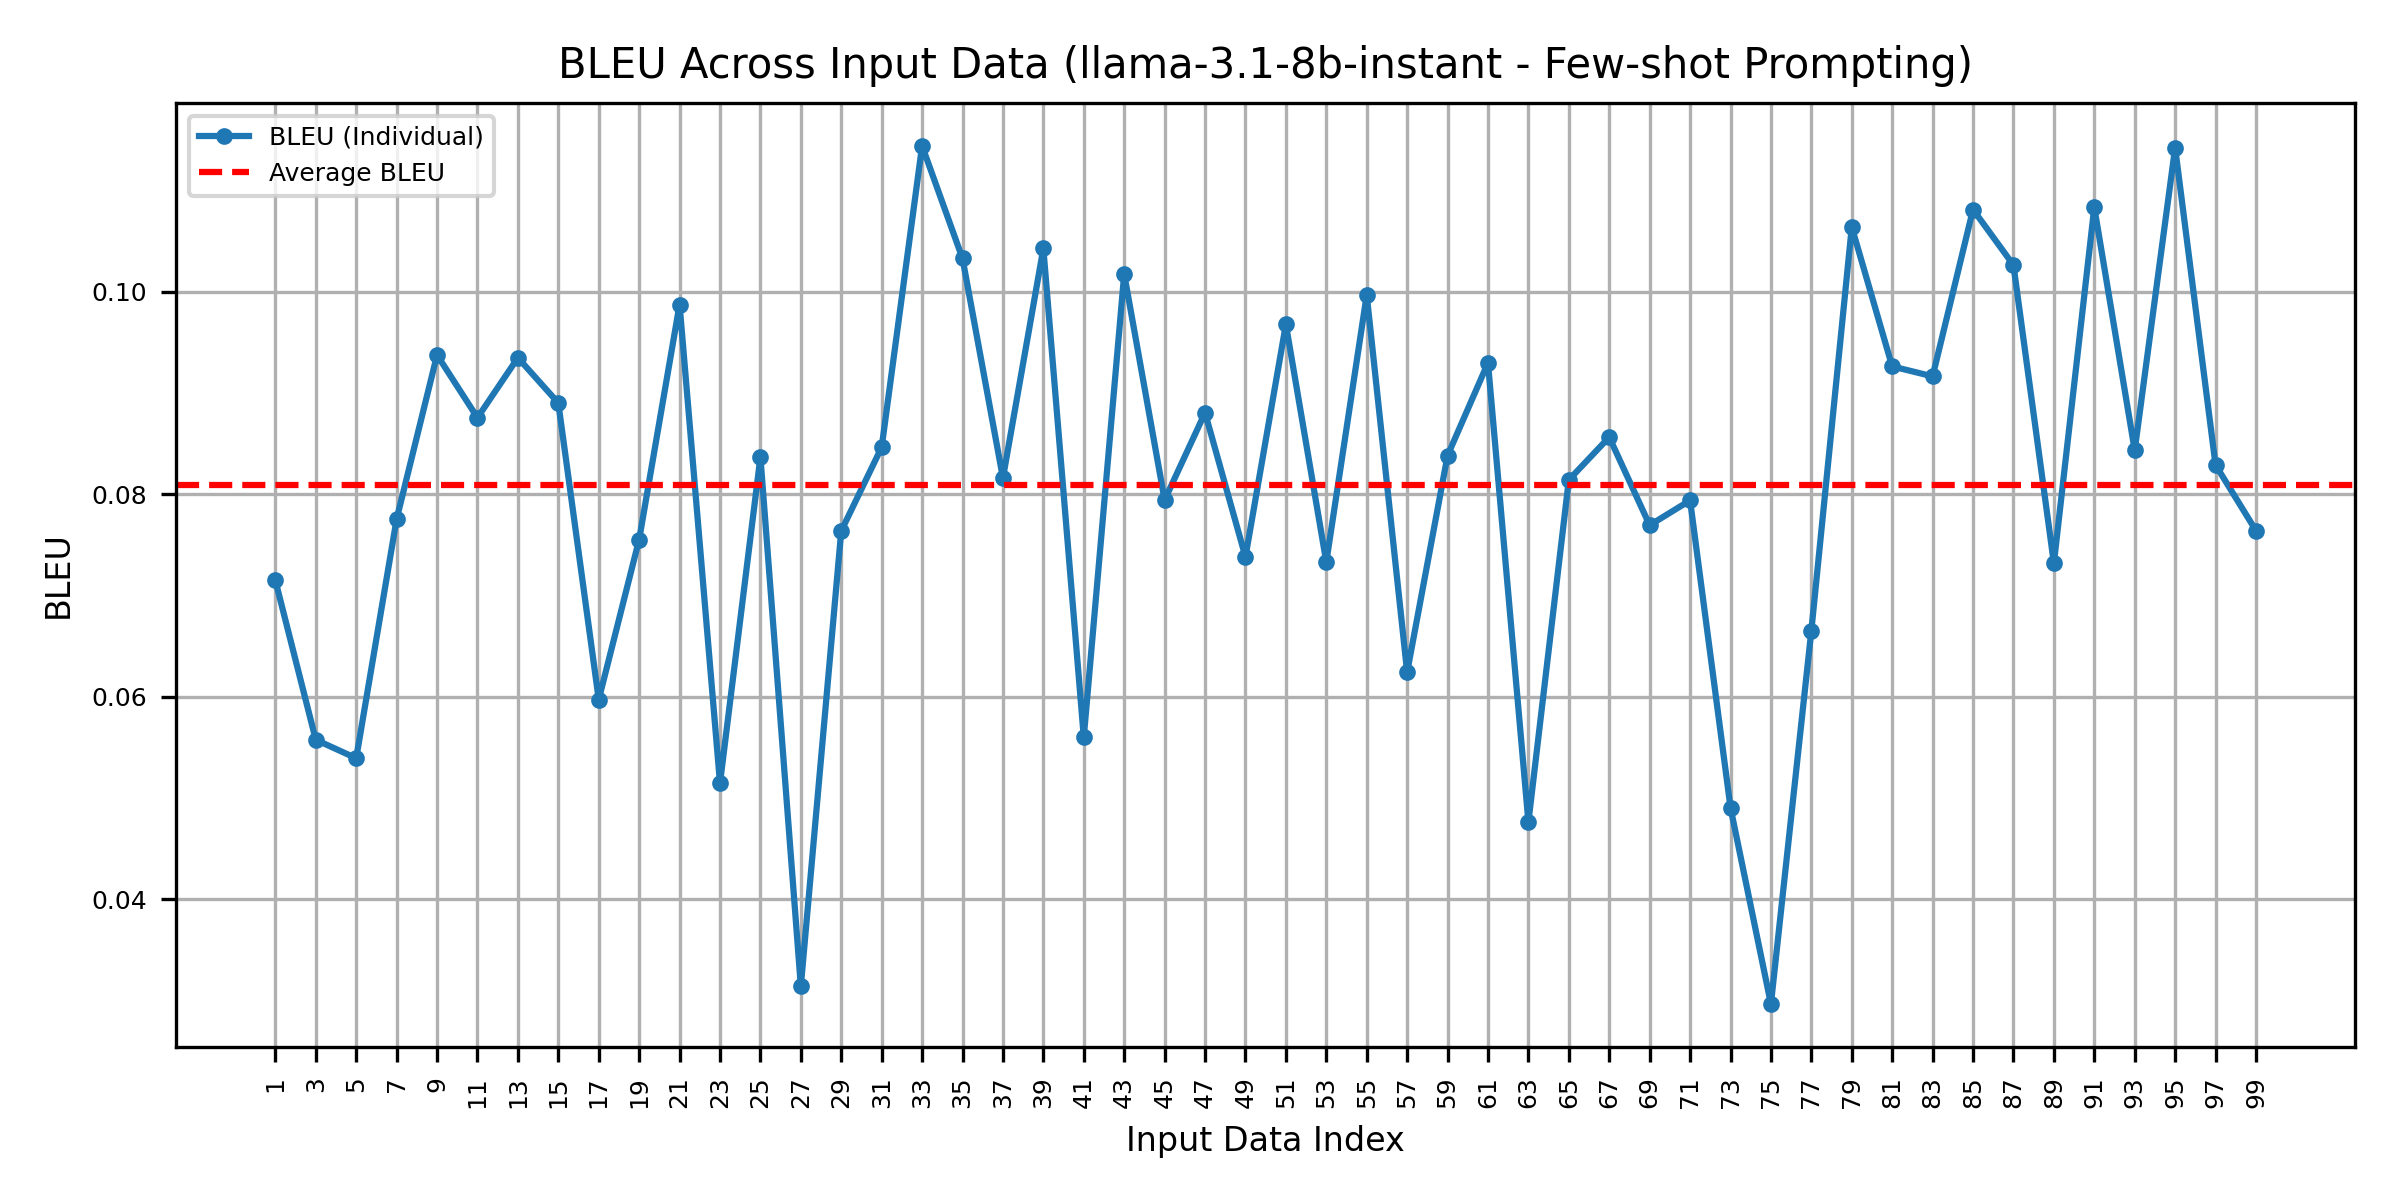 BLEU Across Input Data (llama-3.1-8b-instant - Few-shot Prompting)
BLEU (Individual)
Average BLEU
BLEU
0.10
0.08
0.06
0.04
1 3 5 7 9 11 13 15 17 19 21 23 25 27 29 31 33 35 37 39 41 43 45 47 49 51 53 55 57 59 61 63 65 67 69 71 73 75 77 79 81 83 85 87 89 91 93 95 97 99
Input Data Index